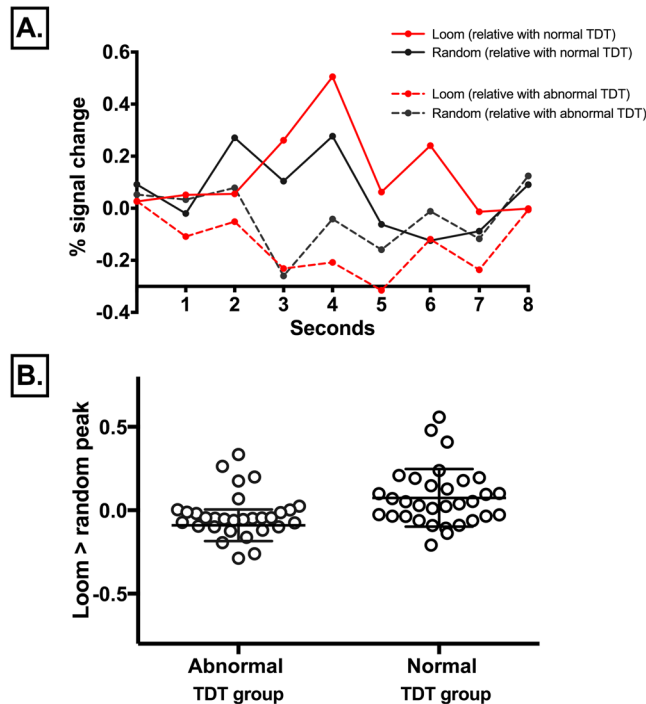 A.
Loom (relative with normal TDT)
Random (relative with normal TDT)
Loom (relative with abnormal TDT)
Random (relative with abnormal TDT)
% signal change
0.6
0.4
0.2
0.0
-0.2
-0.4
1 2 3 4 5 6 7 8
Seconds
B.
Loom > random peak
0.5
0.0
-0.5
Abnormal Normal
TDT group TDT group